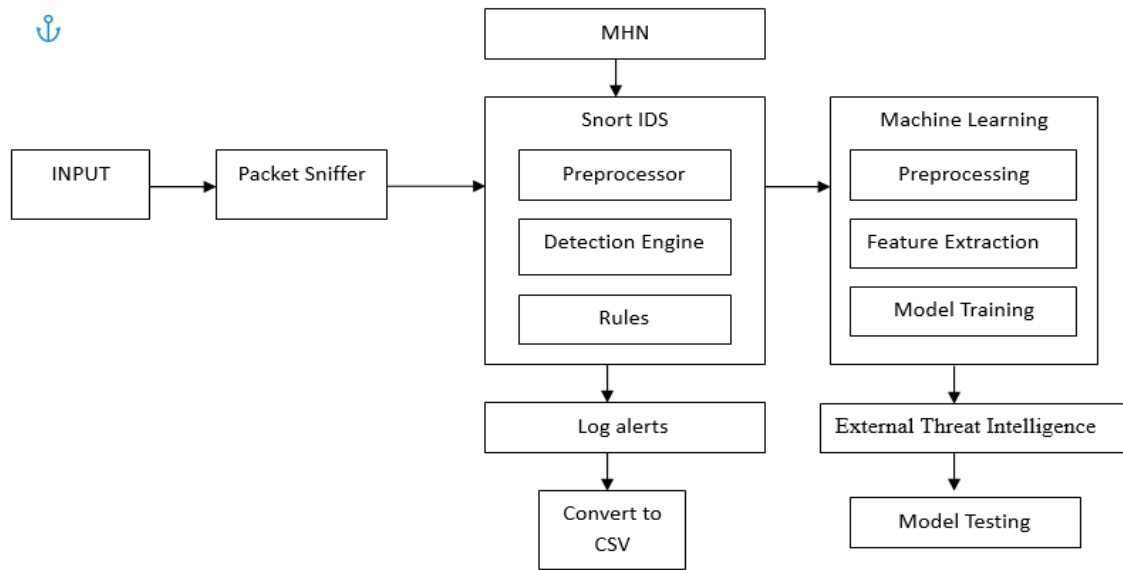 MHN
Snort IDS
Machine Learning
INPUT
Packet Sniffer
Preprocessor
Preprocessing
Detection Engine
Feature Extraction
Rules
Model Training
Log alerts
External Threat Intelligence
Convert to
CSV
Model Testing